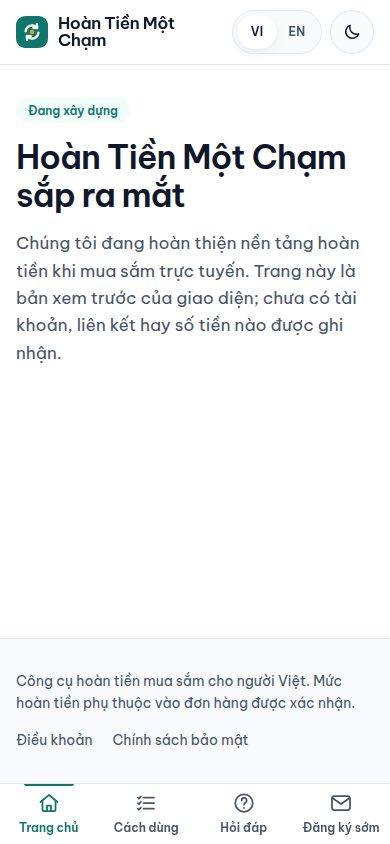 Hoàn Tiền Một
Chạm
VI
EN
Đang xây dựng
Hoàn Tiền Một Chạm
sắp ra mắt
Chúng tôi đang hoàn thiện nền tảng hoàn
tiền khi mua sắm trực tuyến. Trang này là
bản xem trước của giao diện; chưa có tài
khoản, liên kết hay số tiền nào được ghi
nhận.
Công cụ hoàn tiền mua sắm cho người Việt. Mức
hoàn tiền phụ thuộc vào đơn hàng được xác nhận.
Điều khoản
Chính sách bảo mật
Trang chủ
Cách dùng
Hỏi đáp
Đăng ký sớm